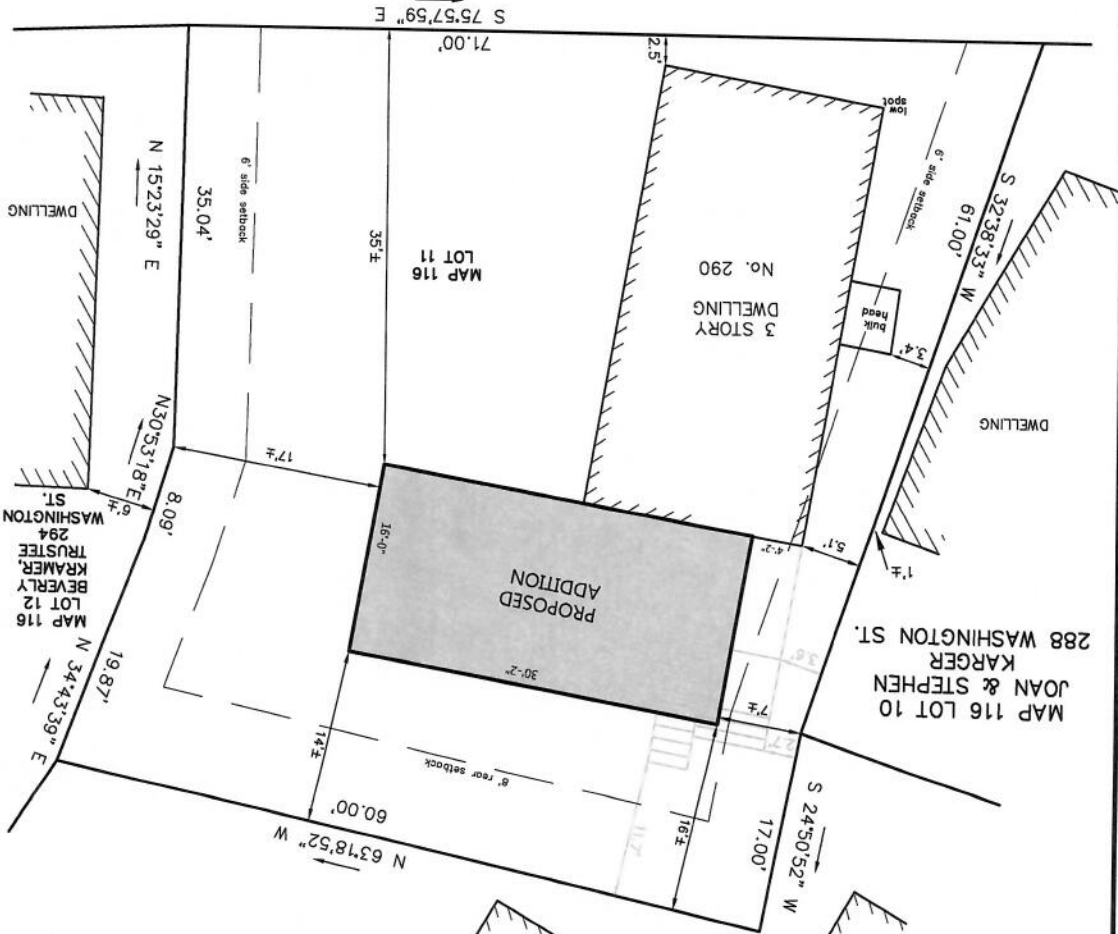 S 75°57'59" E
71.00'
2.5'
low
spot
6' side setback
S 32°38'33" W
61.00'
DWELLING
N 15°23'29" E
35.04'
6' side setback
35'±
MAP 116
LOT 11
3 STORY
DWELLING
No. 290
bulk
head
3.4'
DWELLING
N30°53'18"E
8.09'
6'±
17'±
16'-0"
PROPOSED
ADDITION
30'-2"
4'-2"
5.1'
1'±
MAP 116
LOT 12
BEVERLY
KRAMER,
TRUSTEE
294
WASHINGTON
ST.
MAP 116 LOT 10
JOAN & STEPHEN
KARGER
288 WASHINGTON ST.
N 34°43'39" E
19.87'
14'±
8' rear setback
60.00'
N 63°18'52" W
3.6'
7'±
2.7'
11.7'
16'±
17.00'
S 24°50'52" W